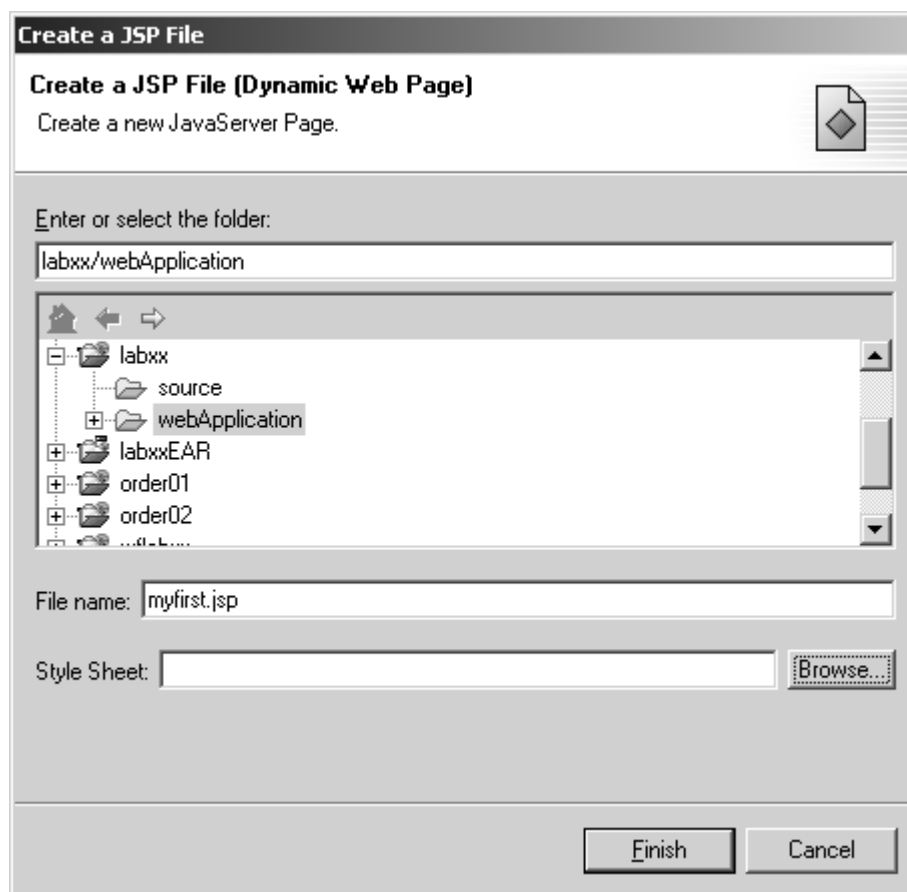 Create a JSP File
Create a JSP File (Dynamic Web Page)
Create a new JavaServer Page.
Enter or select the folder:
labxx/webApplication
labxx
source
webApplication
labxxEAR
order01
order02
File name: myfirst.jsp
Style Sheet: Browse...
Finish Cancel